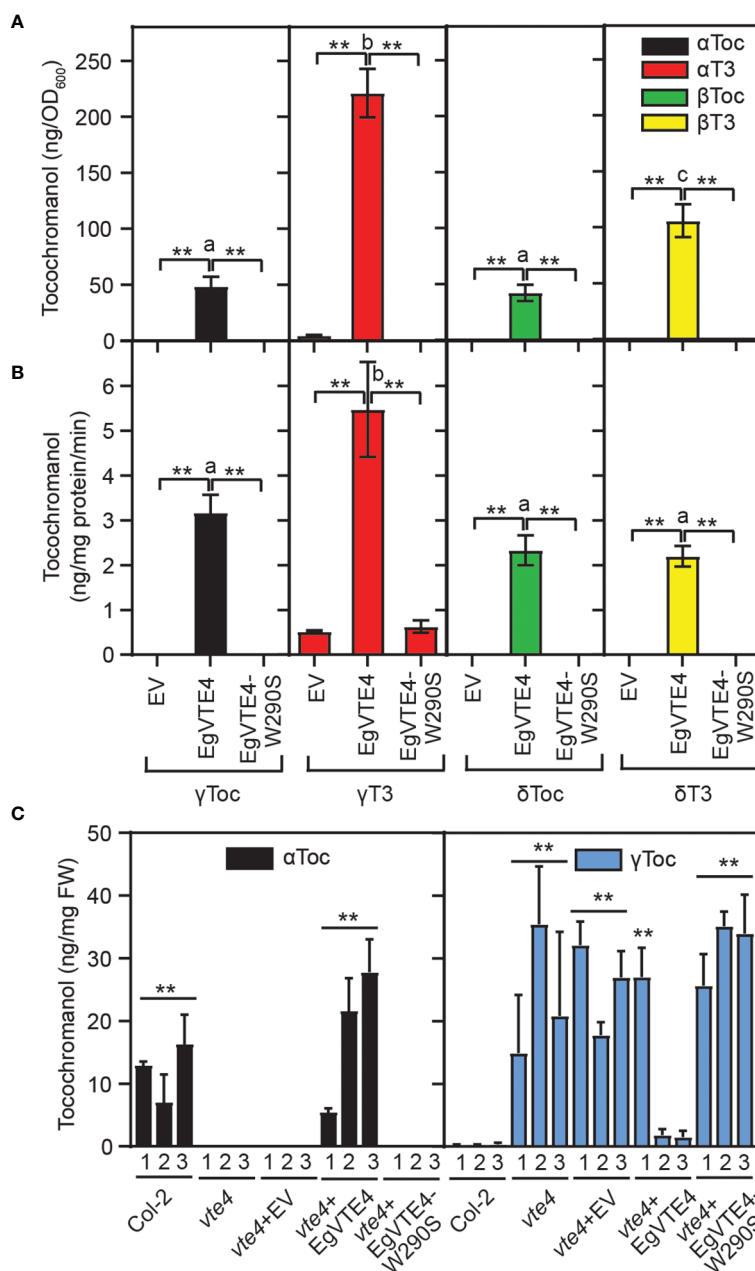 A
Tocochromanol (ng/OD600)
250
200
150
100
50
0
** a **
** b **
** a **
** c **
αToc
αT3
βToc
βT3
B
Tocochromanol
(ng/mg protein/min)
6
5
4
3
2
1
0
** a **
** b **
** a **
** a **
EV
EgVTE4
EgVTE4-
W290S
EV
EgVTE4
EgVTE4-
W290S
EV
EgVTE4
EgVTE4-
W290S
EV
EgVTE4
EgVTE4-
W290S
γToc
γT3
δToc
δT3
C
Tocochromanol (ng/mg FW)
50
40
30
20
10
0
αToc
γToc
** **
** ** ** **
1 2 3 1 2 3 1 2 3 1 2 3 1 2 3
1 2 3 1 2 3 1 2 3 1 2 3 1 2 3
Col-2
vte4
vte4+EV
vte4+
EgVTE4
vte4+
EgVTE4-
W290S
Col-2
vte4
vte4+EV
vte4+
EgVTE4
vte4+
EgVTE4-
W290S